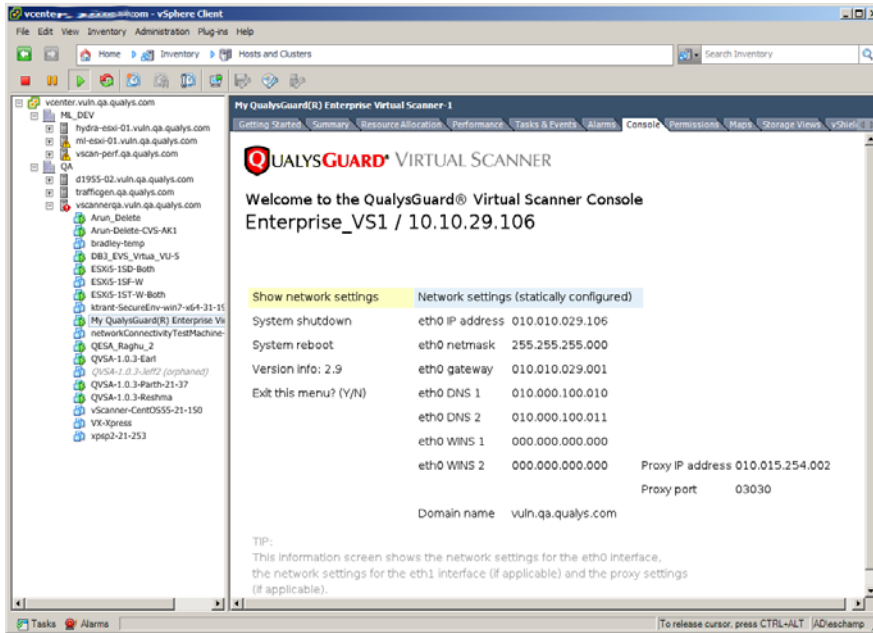 vcenter com - vSphere Client
File Edit View Inventory Administration Plug-ins Help
Home Inventory Hosts and Clusters
Search Inventory
vcenter.vuln.qa.qualys.com
ML_DEV
hydra-esxi-01.vuln.qa.qualys.com
ml-esxi-01.vuln.qa.qualys.com
vscan-perf.qa.qualys.com
QA
d1955-02.vuln.qa.qualys.com
trafficgen.qa.qualys.com
vscannerqa.vuln.qa.qualys.com
Arun_Delete
Arun-Delete-CVS-AK1
bradley-temp
DB3_EVS_Virtua_VU-S
ESXi5-1SD-Both
ESXi5-1SF-W
ESXi5-1ST-W-Both
ktrant-SecureEnv-win7-x64-31-19
My QualysGuard(R) Enterprise Vi
networkConnectivityTestMachine-
QESA_Raghu_2
QVSA-1.0.3-Earl
QVSA-1.0.3-Jeff2 (orphaned)
QVSA-1.0.3-Parth-21-37
QVSA-1.0.3-Reshma
vScanner-CentOS55-21-150
VX-Xpress
xpsp2-21-253
My QualysGuard(R) Enterprise Virtual Scanner-1
Getting Started Summary Resource Allocation Performance Tasks & Events Alarms Console Permissions Maps Storage Views vShield
QUALYSGUARD® VIRTUAL SCANNER
Welcome to the QualysGuard® Virtual Scanner Console
Enterprise_VS1 / 10.10.29.106
Show network settings Network settings (statically configured)
System shutdown eth0 IP address 010.010.029.106
System reboot eth0 netmask 255.255.255.000
Version info: 2.9 eth0 gateway 010.010.029.001
Exit this menu? (Y/N) eth0 DNS 1 010.000.100.010
eth0 DNS 2 010.000.100.011
eth0 WINS 1 000.000.000.000
eth0 WINS 2 000.000.000.000 Proxy IP address 010.015.254.002
Proxy port 03030
Domain name vuln.qa.qualys.com
TIP:
This information screen shows the network settings for the eth0 interface,
the network settings for the eth1 interface (if applicable) and the proxy settings
(if applicable).
Tasks Alarms To release cursor, press CTRL+ALT AD\eschamp